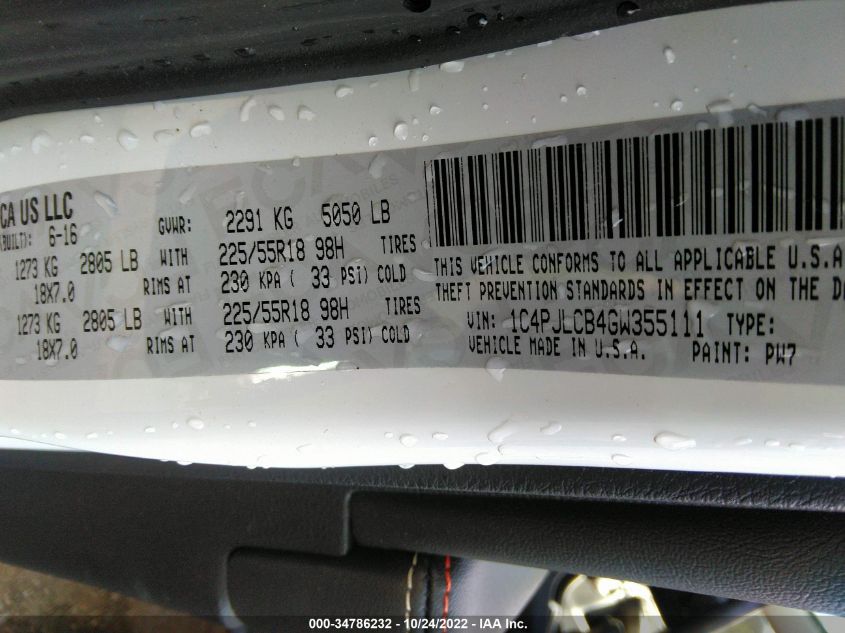 CA US LLC
(BUILT): 6-16
GVWR: 2291 KG 5050 LB
1273 KG 2805 LB WITH 225/55R18 98H TIRES
18X7.0 RIMS AT 230 KPA ( 33 PSI) COLD
1273 KG 2805 LB WITH 225/55R18 98H TIRES
18X7.0 RIMS AT 230 KPA ( 33 PSI) COLD
THIS VEHICLE CONFORMS TO ALL APPLICABLE U.S.A
THEFT PREVENTION STANDARDS IN EFFECT ON THE DA
VIN: 1C4PJLCB4GW355111 TYPE:
VEHICLE MADE IN U.S.A. PAINT: PW7
000-34786232 - 10/24/2022 - IAA Inc.